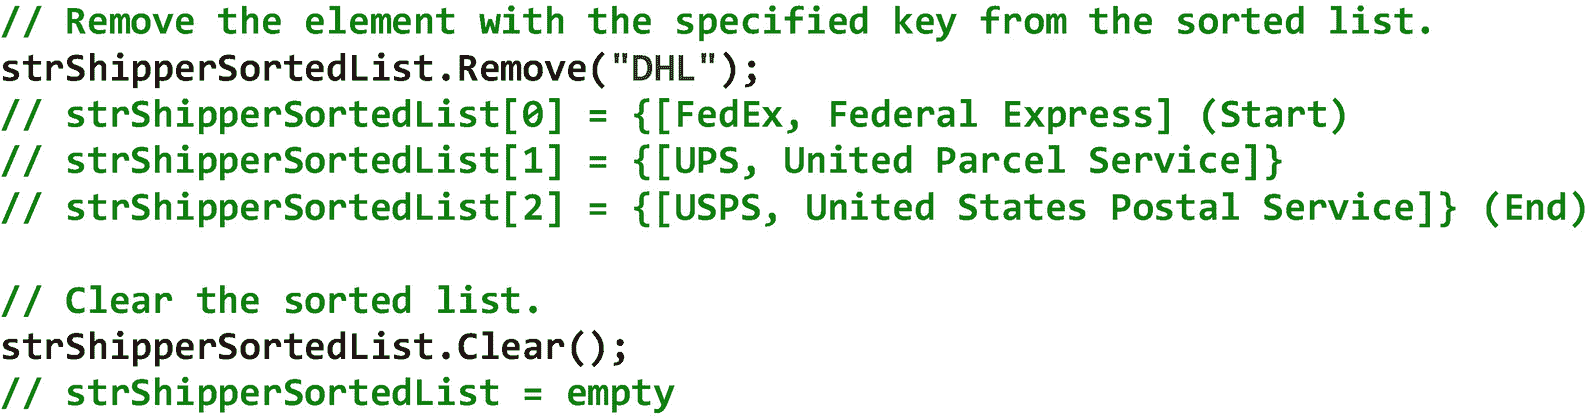 // Remove the element with the specified key from the sorted list.
strShipperSortedList.Remove("DHL");
// strShipperSortedList[0] = {[FedEx, Federal Express] (Start)
// strShipperSortedList[1] = {[UPS, United Parcel Service]}
// strShipperSortedList[2] = {[USPS, United States Postal Service]} (End)
// Clear the sorted list.
strShipperSortedList.Clear();
// strShipperSortedList = empty